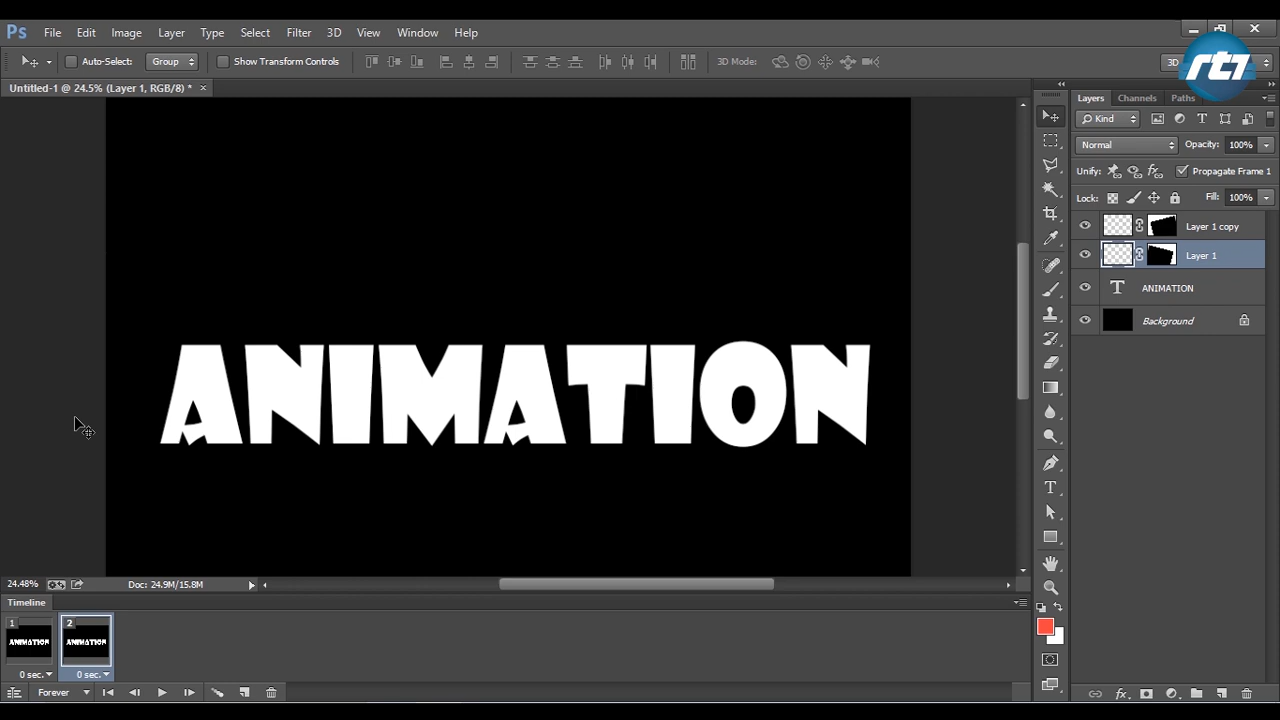 Ps File Edit Image Layer Type Select Filter 3D View Window Help
rti
Auto-Select: Group Show Transform Controls 3D Mode: 3D
Untitled-1 @ 24.5% (Layer 1, RGB/8) * ×
Layers Channels Paths
Kind
Normal Opacity: 100%
Unify: Propagate Frame 1
Lock: Fill: 100%
Layer 1 copy
Layer 1
T ANIMATION
Background
ANIMATION
24.48% Doc: 24.9M/15.8M
Timeline
1 2
ANIMATION ANIMATION
0 sec. 0 sec.
Forever